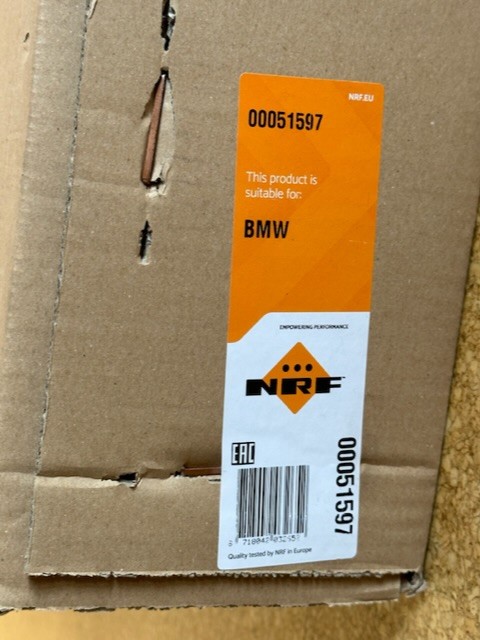 NRF.EU
00051597
This product is
suitable for:
BMW
EMPOWERING PERFORMANCE
NRF
EAC
00051597
Quality tested by NRF in Europe